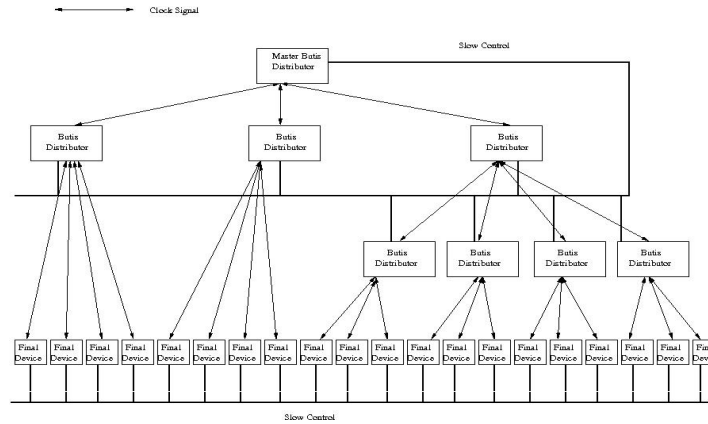 Clock Signal
Slow Control
Master Butis
Distributor
Butis
Distributor
Butis
Distributor
Butis
Distributor
Butis
Distributor
Butis
Distributor
Butis
Distributor
Butis
Distributor
Final
Device
Final
Device
Final
Device
Final
Device
Final
Device
Final
Device
Final
Device
Final
Device
Final
Device
Final
Device
Final
Device
Final
Device
Final
Device
Final
Device
Final
Device
Final
Device
Final
Device
Final
Device
Final
Device
Slow Control